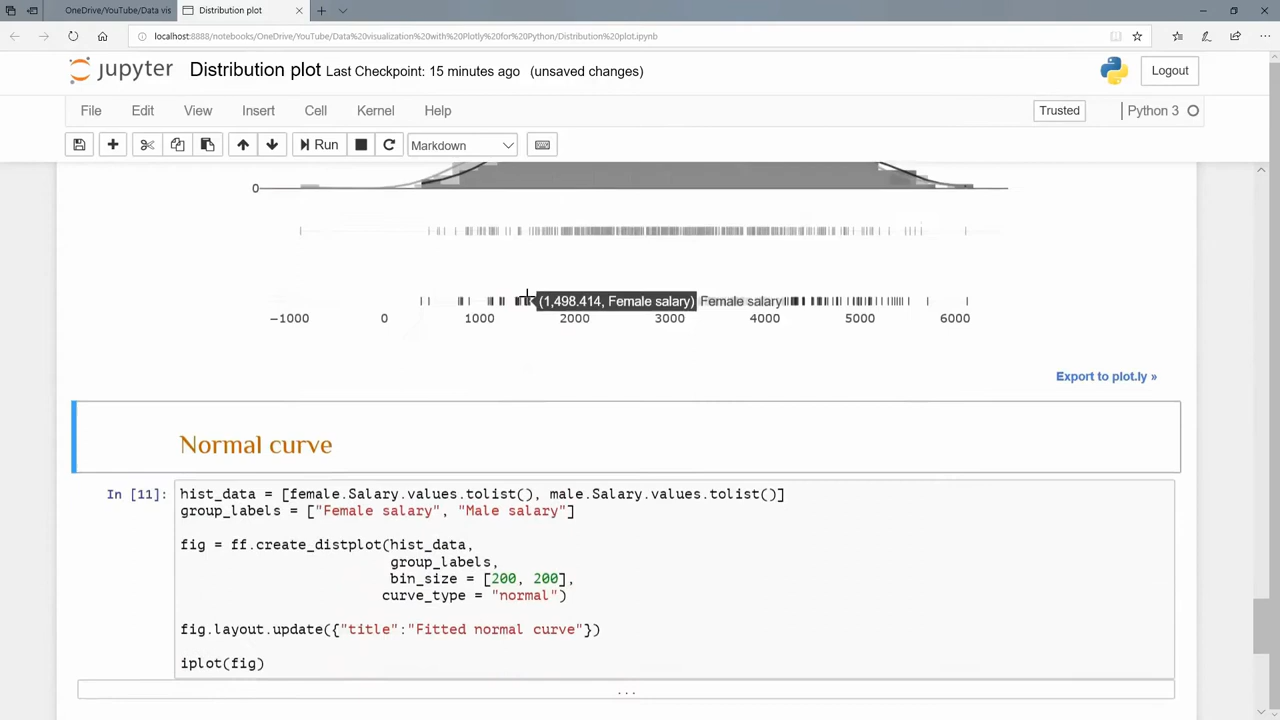 OneDrive/YouTube/Data vis
Distribution plot
localhost:8888/notebooks/OneDrive/YouTube/Data%20visualization%20with%20Plotly%20for%20Python/Distribution%20plot.ipynb
jupyter Distribution plot Last Checkpoint: 15 minutes ago (unsaved changes) Logout
File Edit View Insert Cell Kernel Help Trusted Python 3
Run Markdown
0
(1,498.414, Female salary) Female salary
−1000 0 1000 2000 3000 4000 5000 6000
Export to plot.ly »
Normal curve
In [11]:
hist_data = [female.Salary.values.tolist(), male.Salary.values.tolist()]
group_labels = ["Female salary", "Male salary"]
fig = ff.create_distplot(hist_data,
group_labels,
bin_size = [200, 200],
curve_type = "normal")
fig.layout.update({"title":"Fitted normal curve"})
iplot(fig)
...